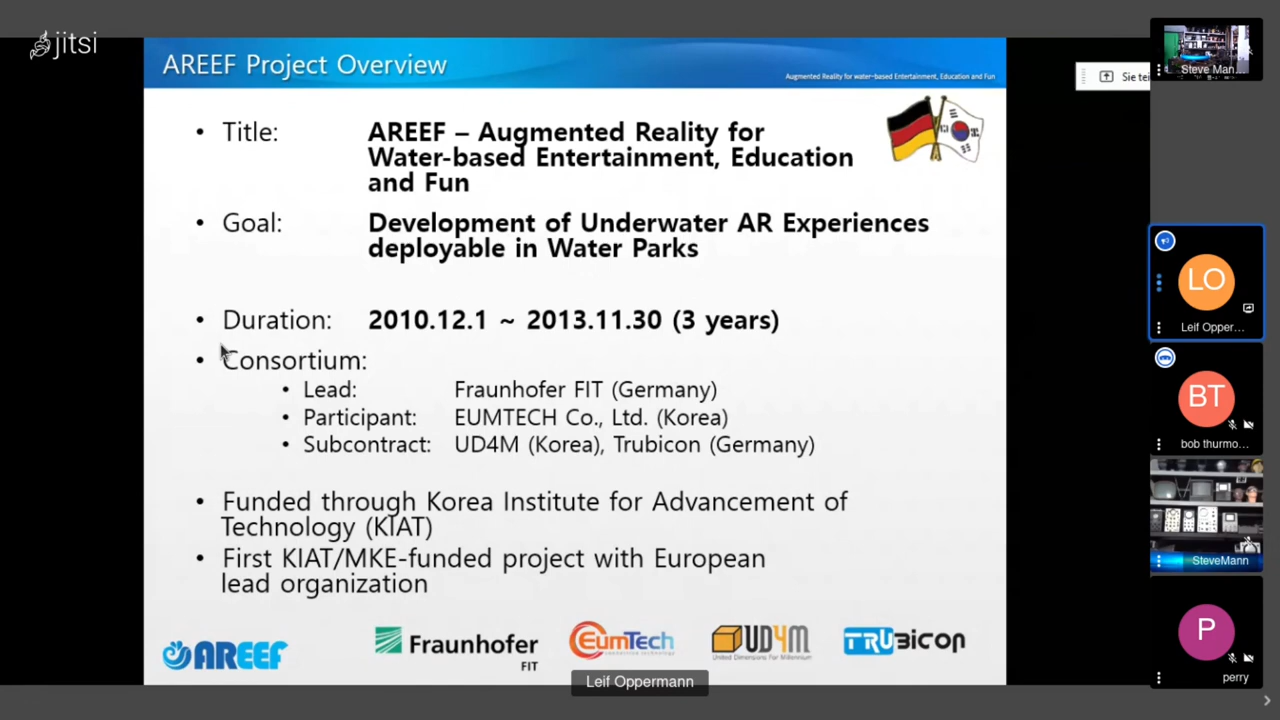 jitsi
AREEF Project Overview
Augmented Reality for water-based Entertainment, Education and Fun
• Title: AREEF – Augmented Reality for
Water-based Entertainment, Education
and Fun
• Goal: Development of Underwater AR Experiences
deployable in Water Parks
• Duration: 2010.12.1 ~ 2013.11.30 (3 years)
• Consortium:
• Lead: Fraunhofer FIT (Germany)
• Participant: EUMTECH Co., Ltd. (Korea)
• Subcontract: UD4M (Korea), Trubicon (Germany)
• Funded through Korea Institute for Advancement of
Technology (KIAT)
• First KIAT/MKE-funded project with European
lead organization
AREEF
Fraunhofer
FIT
EumTech
UD4M
United Dimensions For Millennium
TRUBICON
Leif Oppermann
Sie tei
Steve Man...
LO
Leif Opper...
BT
bob thurmo...
SteveMann
P
perry